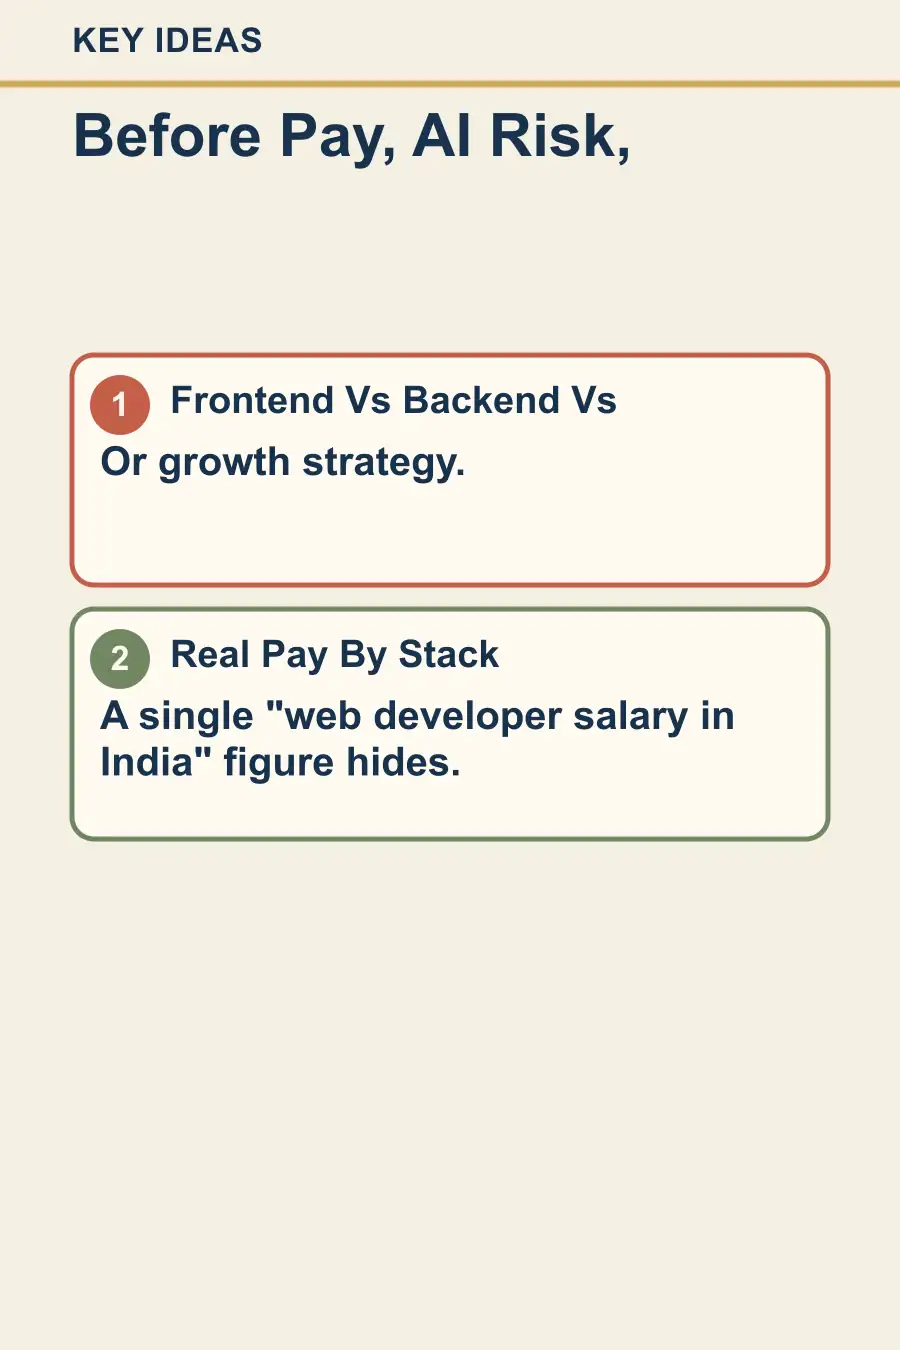 KEY IDEAS
Before Pay, AI Risk,
1
Frontend Vs Backend Vs
Or growth strategy.
2
Real Pay By Stack
A single "web developer salary in
India" figure hides.